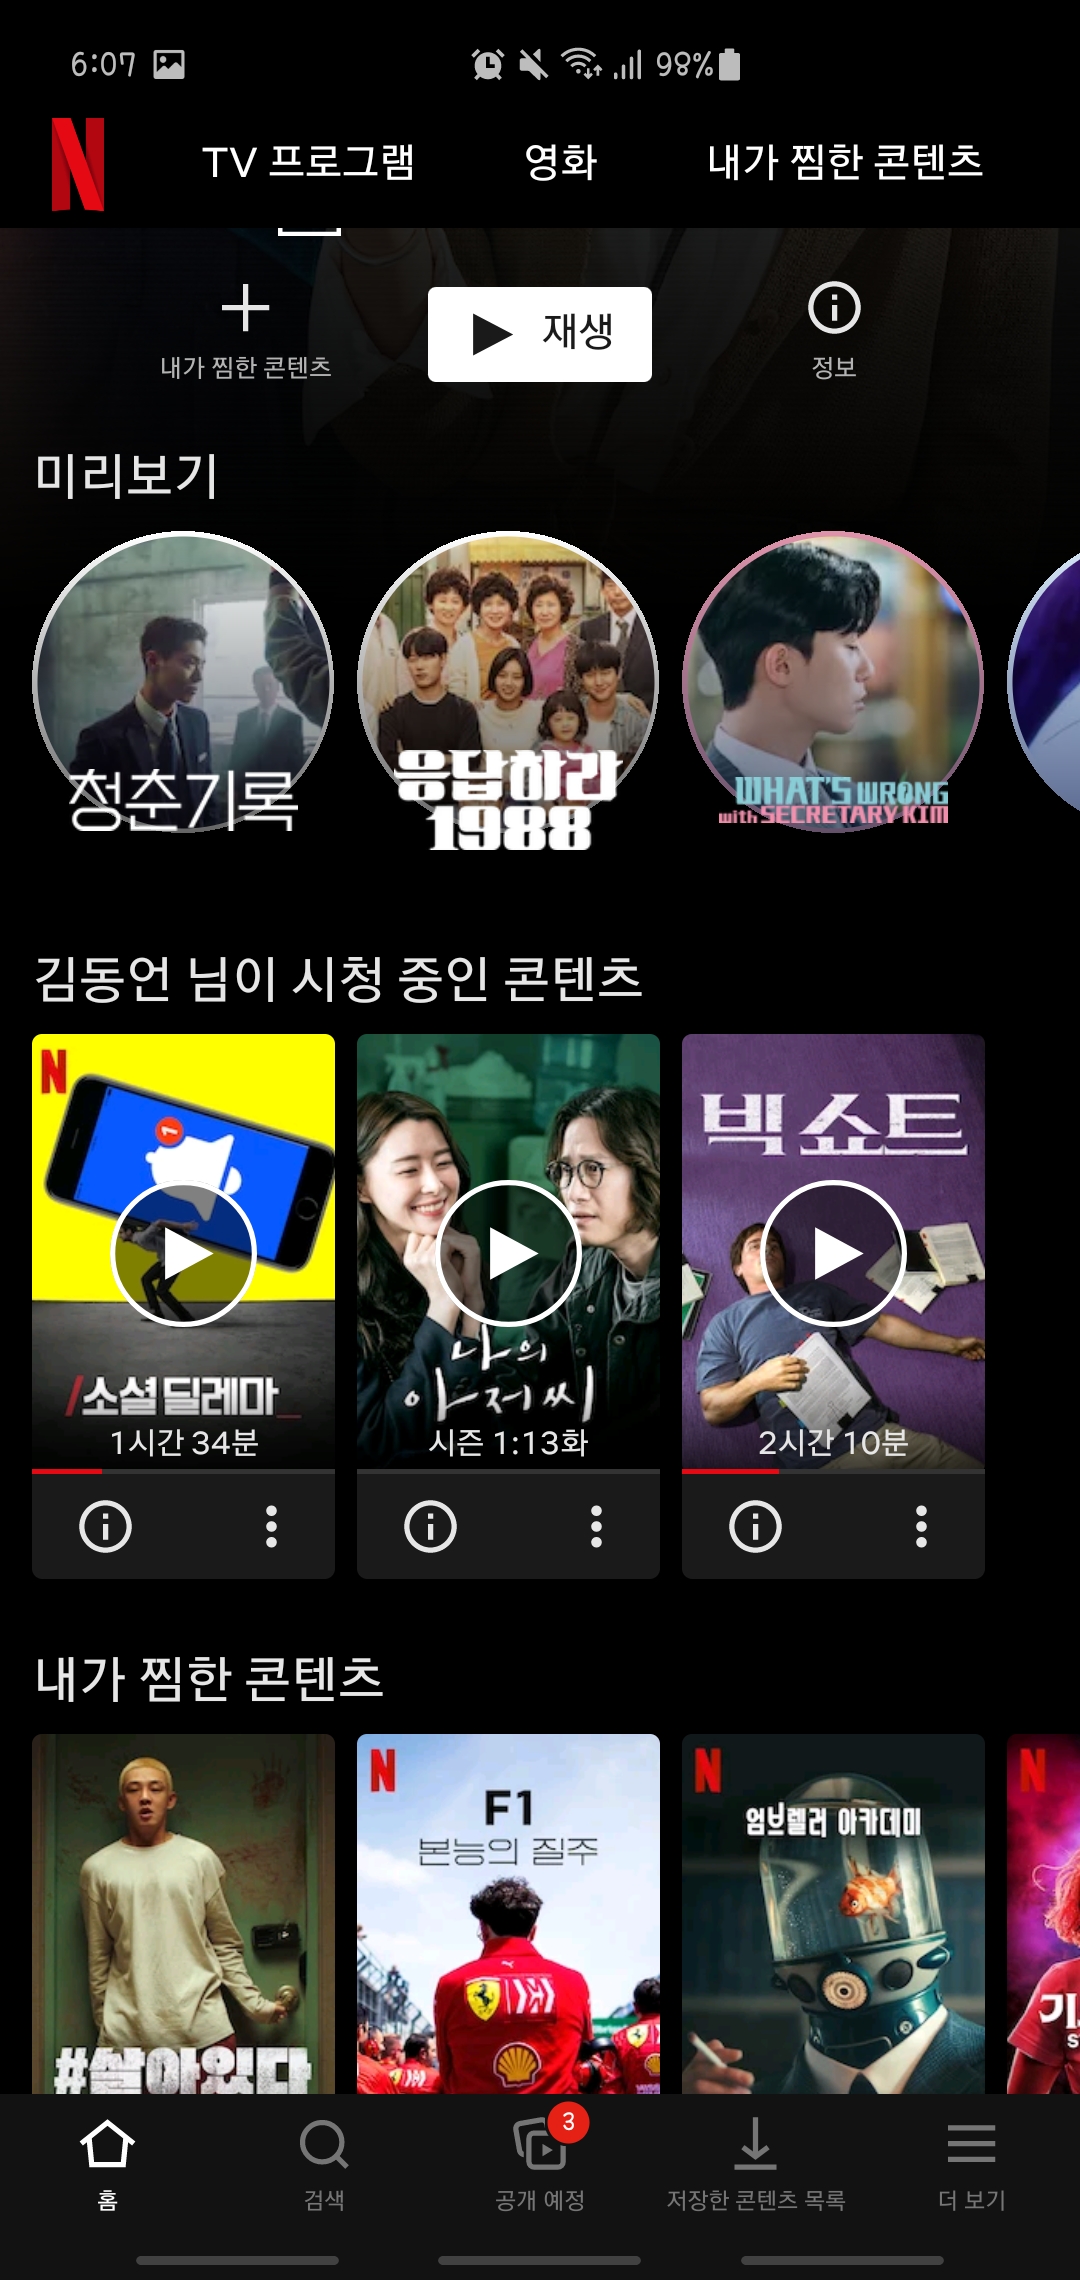 6:07 98%
TV 프로그램 영화 내가 찜한 콘텐츠
내가 찜한 콘텐츠 재생 정보
미리보기
청춘기록
응답하라
1988
WHAT'S WRONG
with SECRETARY KIM
김동언 님이 시청 중인 콘텐츠
1
소셜 딜레마
1시간 34분
나의
아저씨
시즌 1:13화
빅쇼트
2시간 10분
내가 찜한 콘텐츠
#살아있다
F1
본능의 질주
엄브렐러 아카데미
3
홈 검색 공개 예정 저장한 콘텐츠 목록 더 보기